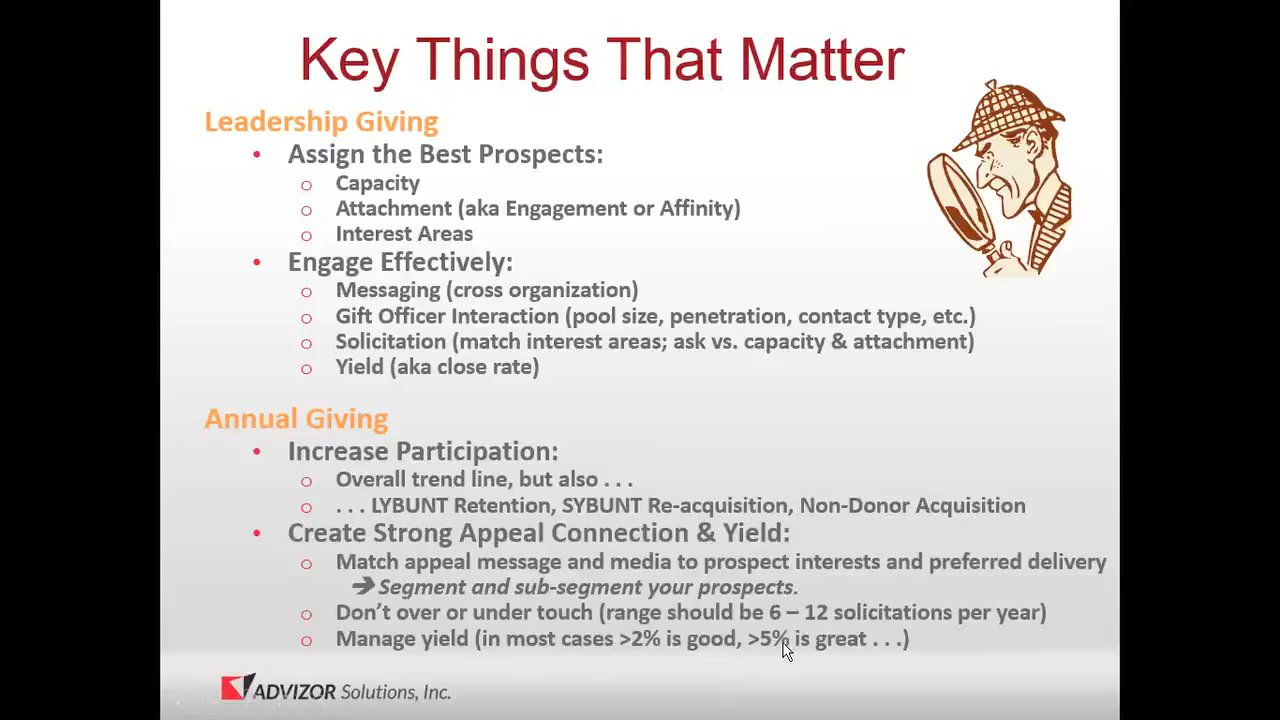 Key Things That Matter
Leadership Giving
• Assign the Best Prospects:
o Capacity
o Attachment (aka Engagement or Affinity)
o Interest Areas
• Engage Effectively:
o Messaging (cross organization)
o Gift Officer Interaction (pool size, penetration, contact type, etc.)
o Solicitation (match interest areas; ask vs. capacity & attachment)
o Yield (aka close rate)
Annual Giving
• Increase Participation:
o Overall trend line, but also . . .
o . . . LYBUNT Retention, SYBUNT Re-acquisition, Non-Donor Acquisition
• Create Strong Appeal Connection & Yield:
o Match appeal message and media to prospect interests and preferred delivery
➔ Segment and sub-segment your prospects.
o Don’t over or under touch (range should be 6 – 12 solicitations per year)
o Manage yield (in most cases >2% is good, >5% is great . . .)
ADVIZOR Solutions, Inc.